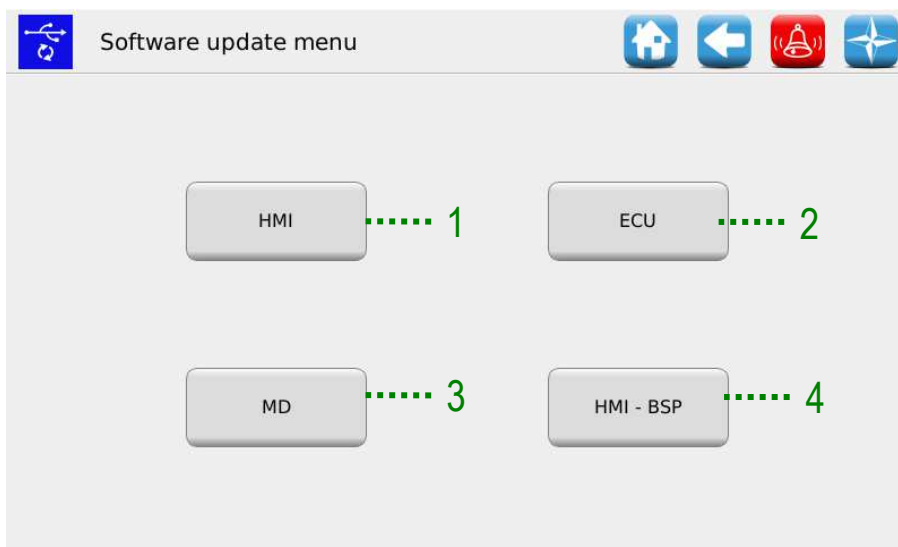 Software update menu
HMI 1
ECU 2
MD 3
HMI - BSP 4